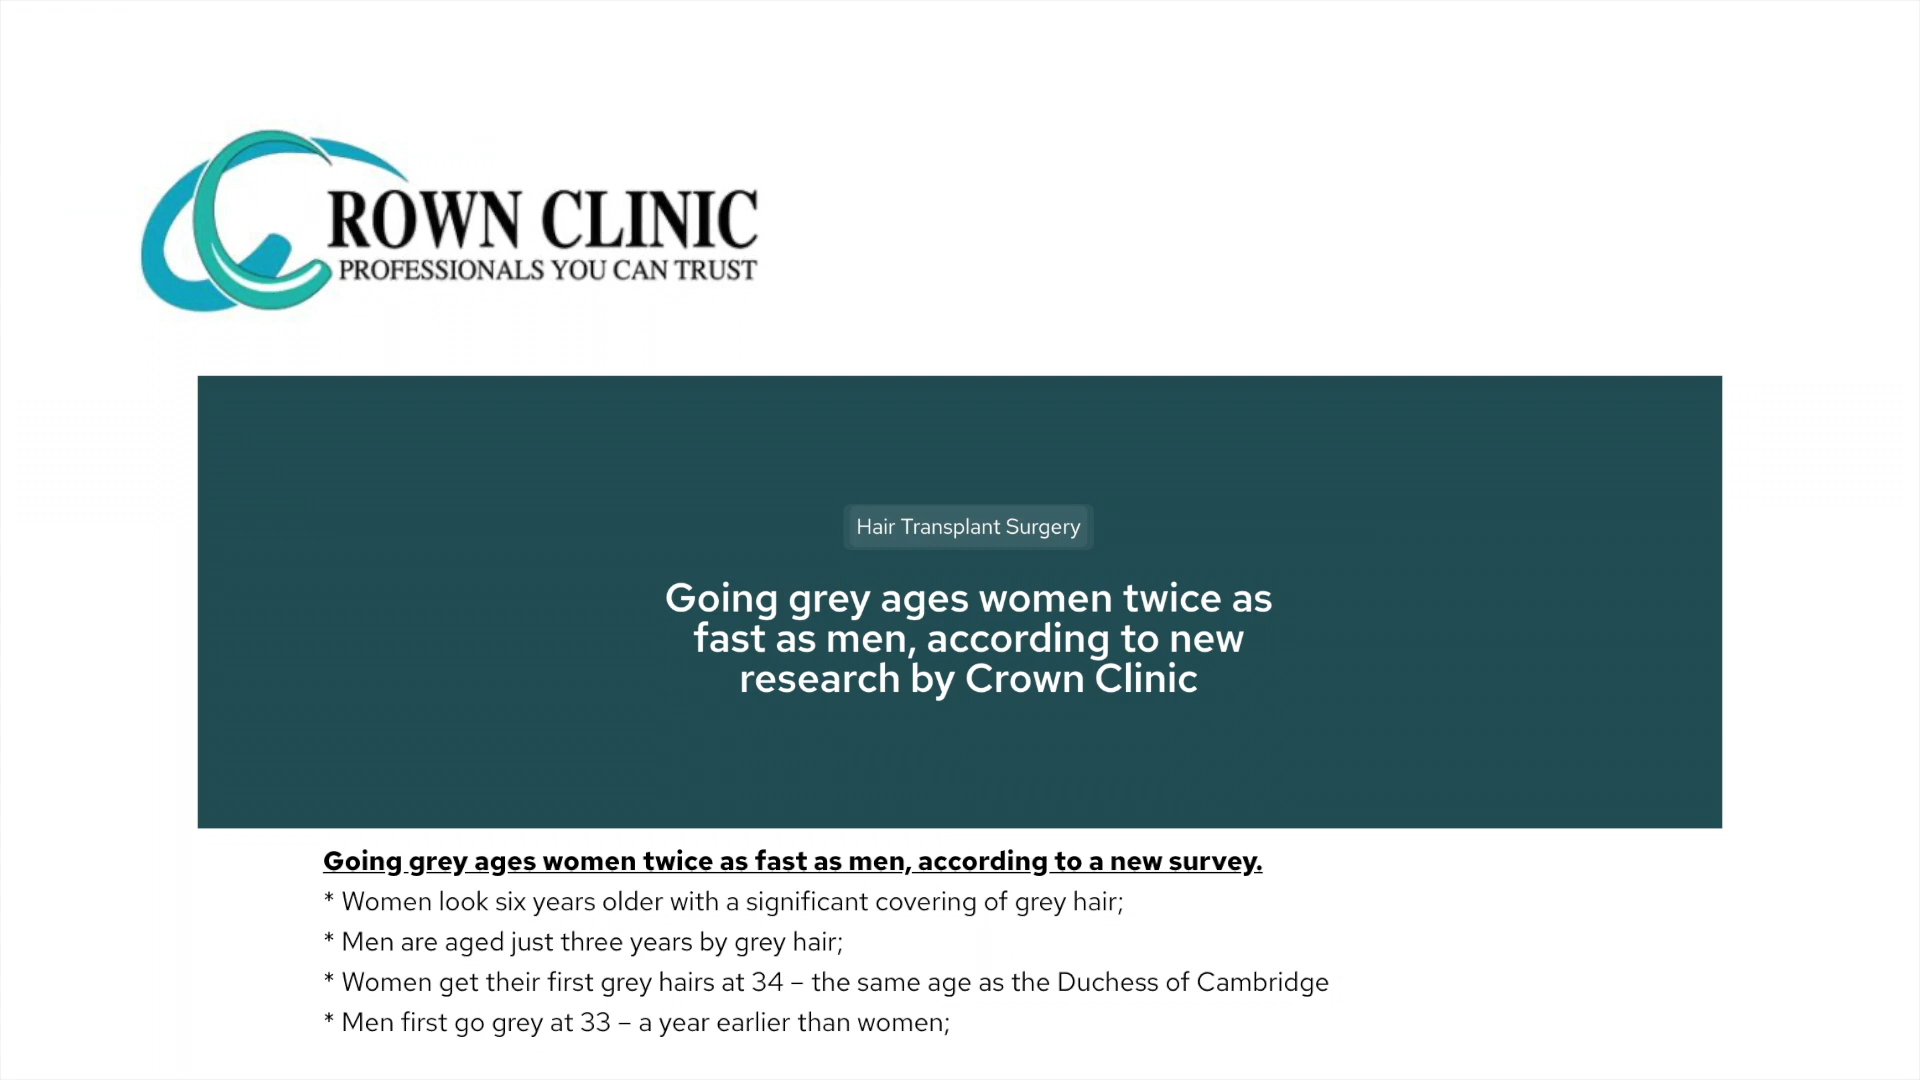 CROWN CLINIC
PROFESSIONALS YOU CAN TRUST
Hair Transplant Surgery
Going grey ages women twice as
fast as men, according to new
research by Crown Clinic
Going grey ages women twice as fast as men, according to a new survey.
* Women look six years older with a significant covering of grey hair;
* Men are aged just three years by grey hair;
* Women get their first grey hairs at 34 – the same age as the Duchess of Cambridge
* Men first go grey at 33 – a year earlier than women;